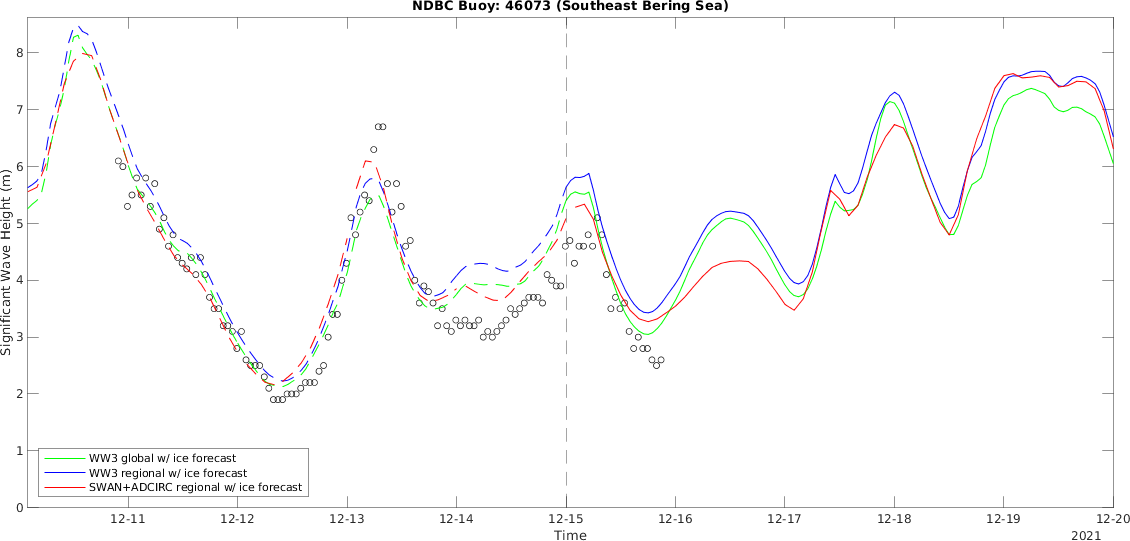 NDBC Buoy: 46073 (Southeast Bering Sea)
Significant Wave Height (m)
8
7
6
5
4
3
2
1
0
WW3 global w/ ice forecast
WW3 regional w/ ice forecast
SWAN+ADCIRC regional w/ ice forecast
12-11 12-12 12-13 12-14 12-15 12-16 12-17 12-18 12-19 12-20
Time
2021